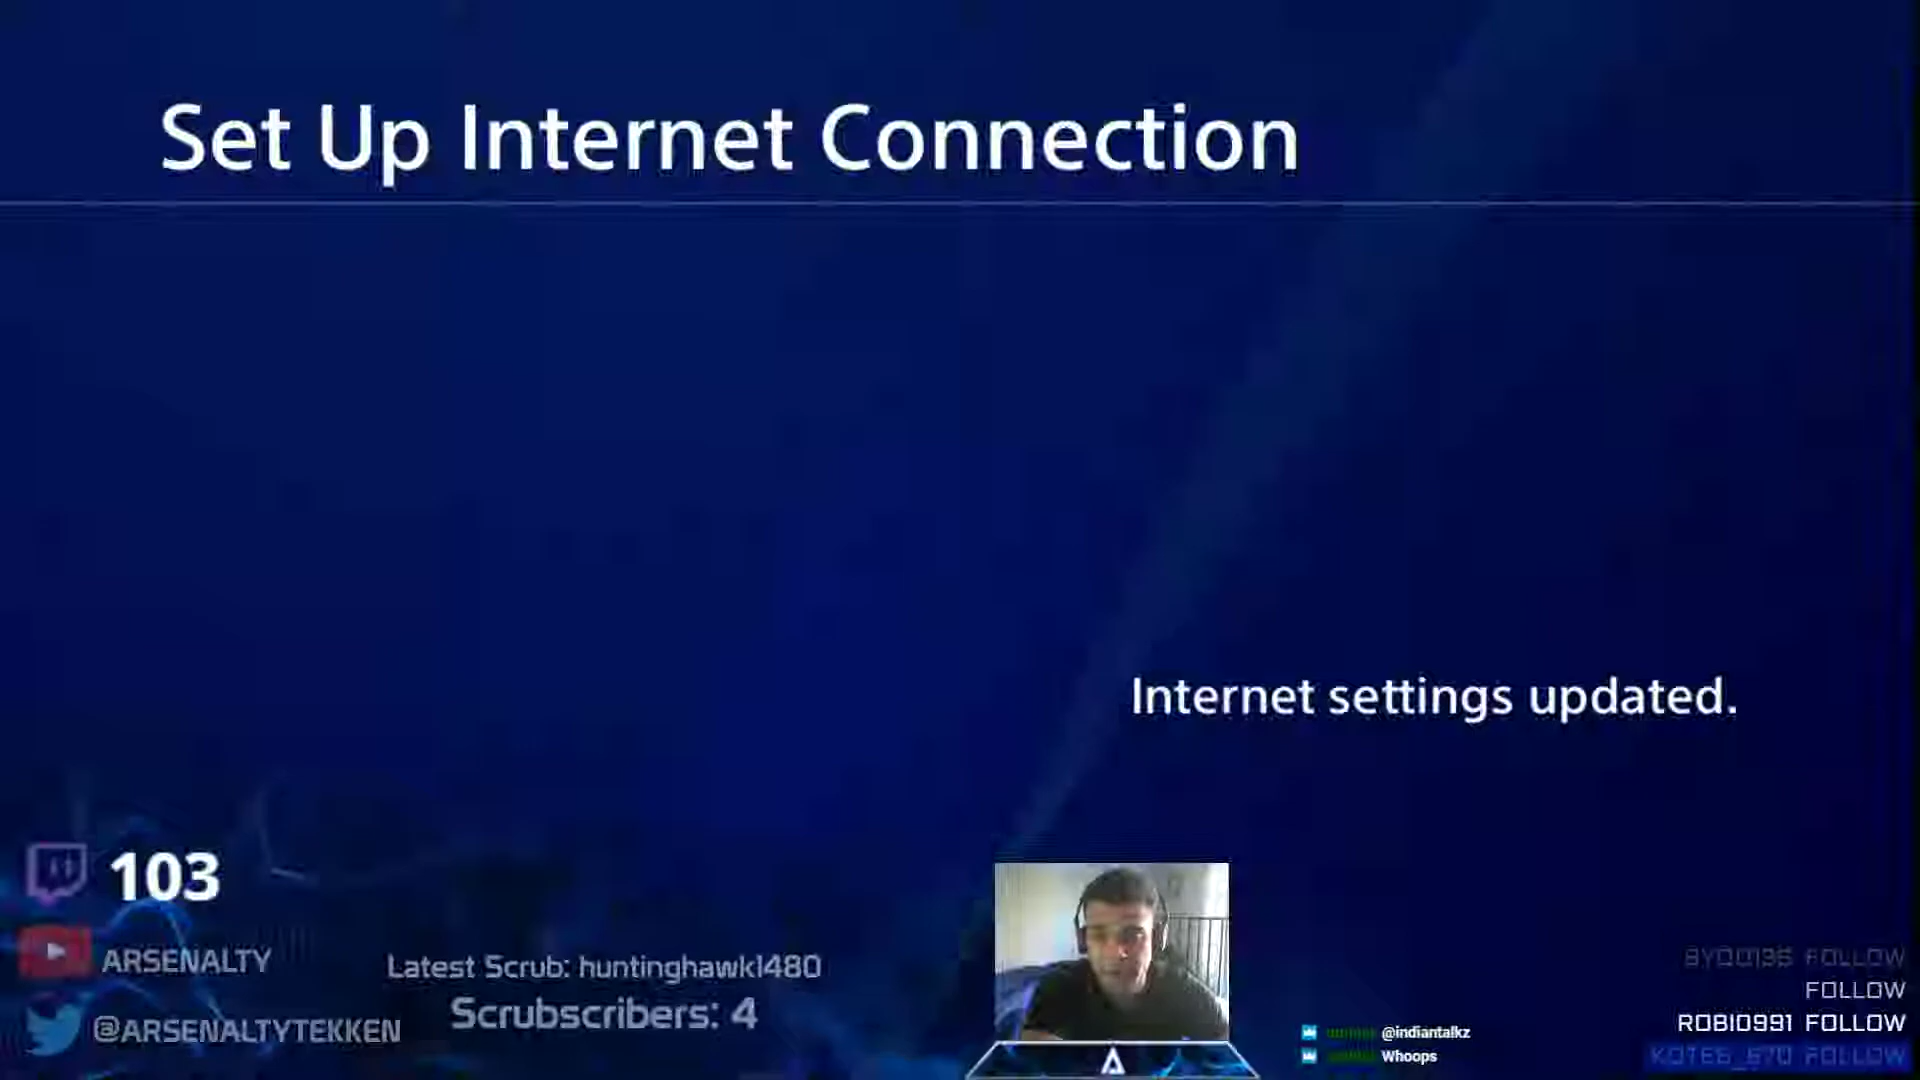 Set Up Internet Connection
Internet settings updated.
103
ARSENALTY
@ARSENALTYTEKKEN
Latest Scrub: huntinghawk1480
Scrubscribers: 4
@indiantalkz
Whoops
FOLLOW
FOLLOW
ROBIO991 FOLLOW
FOLLOW